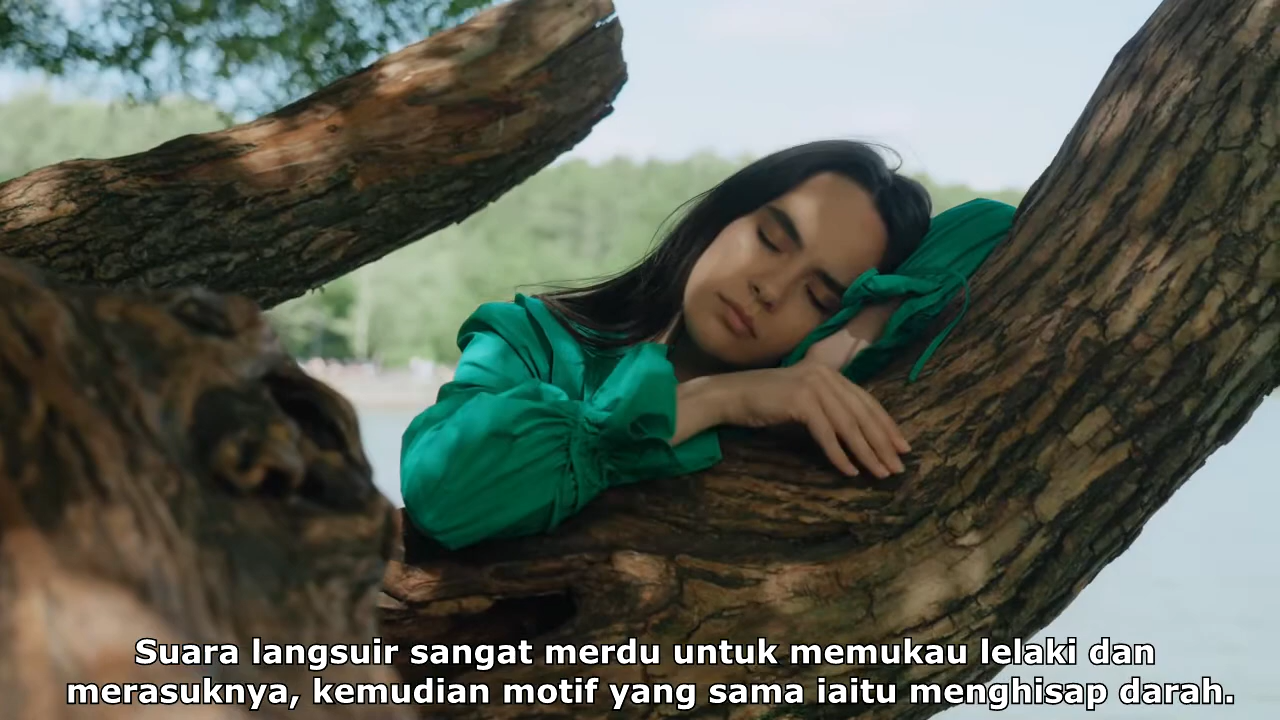 Suara langsuir sangat merdu untuk memukau lelaki dan
merasuknya, kemudian motif yang sama iaitu menghisap darah.